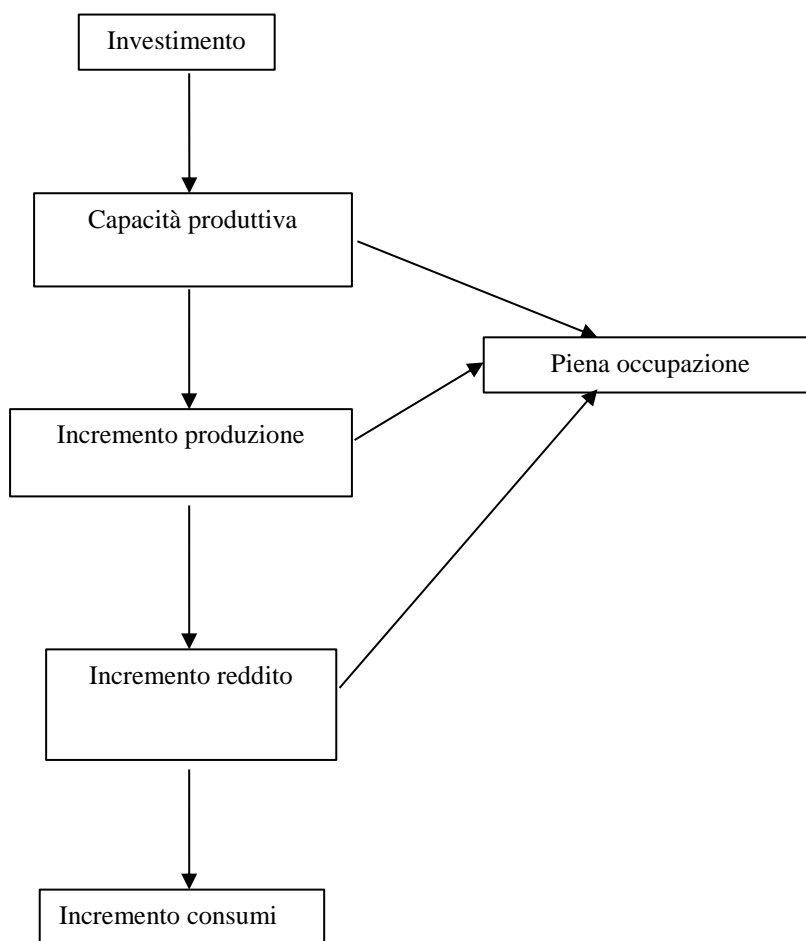 Investimento
Capacità produttiva
Piena occupazione
Incremento produzione
Incremento reddito
Incremento consumi